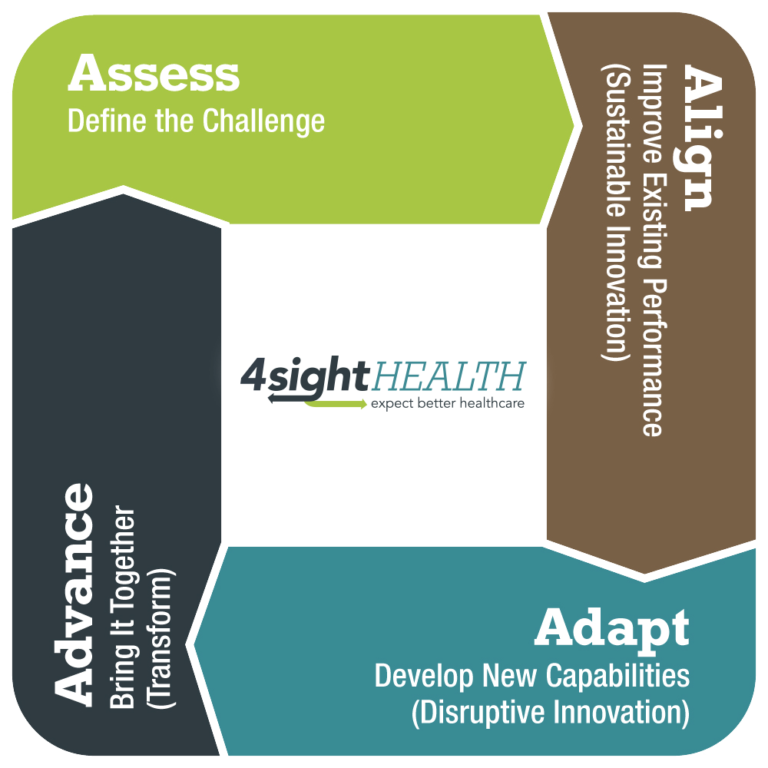 Assess
Define the Challenge
Align
Improve Existing Performance
(Sustainable Innovation)
4sightHEALTH
expect better healthcare
Adapt
Develop New Capabilities
(Disruptive Innovation)
Advance
Bring It Together
(Transform)